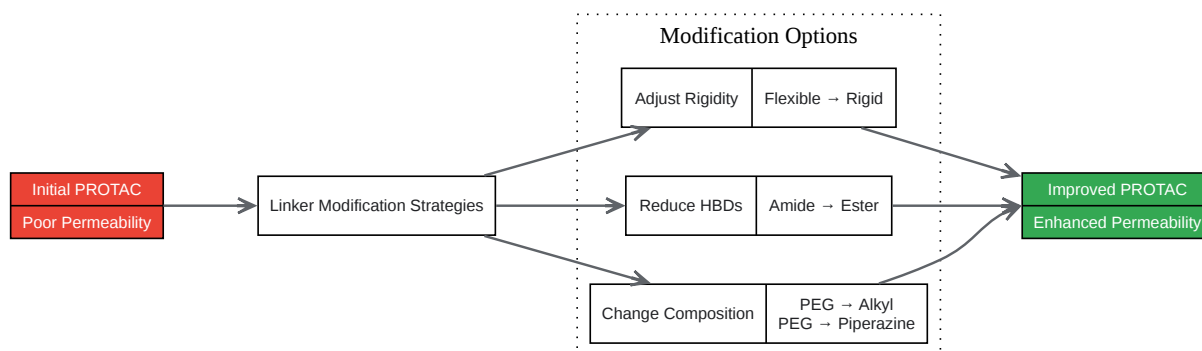 Modification Options
Adjust Rigidity
Flexible → Rigid
Initial PROTAC
Poor Permeability
Linker Modification Strategies
Reduce HBDs
Amide → Ester
Improved PROTAC
Enhanced Permeability
Change Composition
PEG → Alkyl
PEG → Piperazine